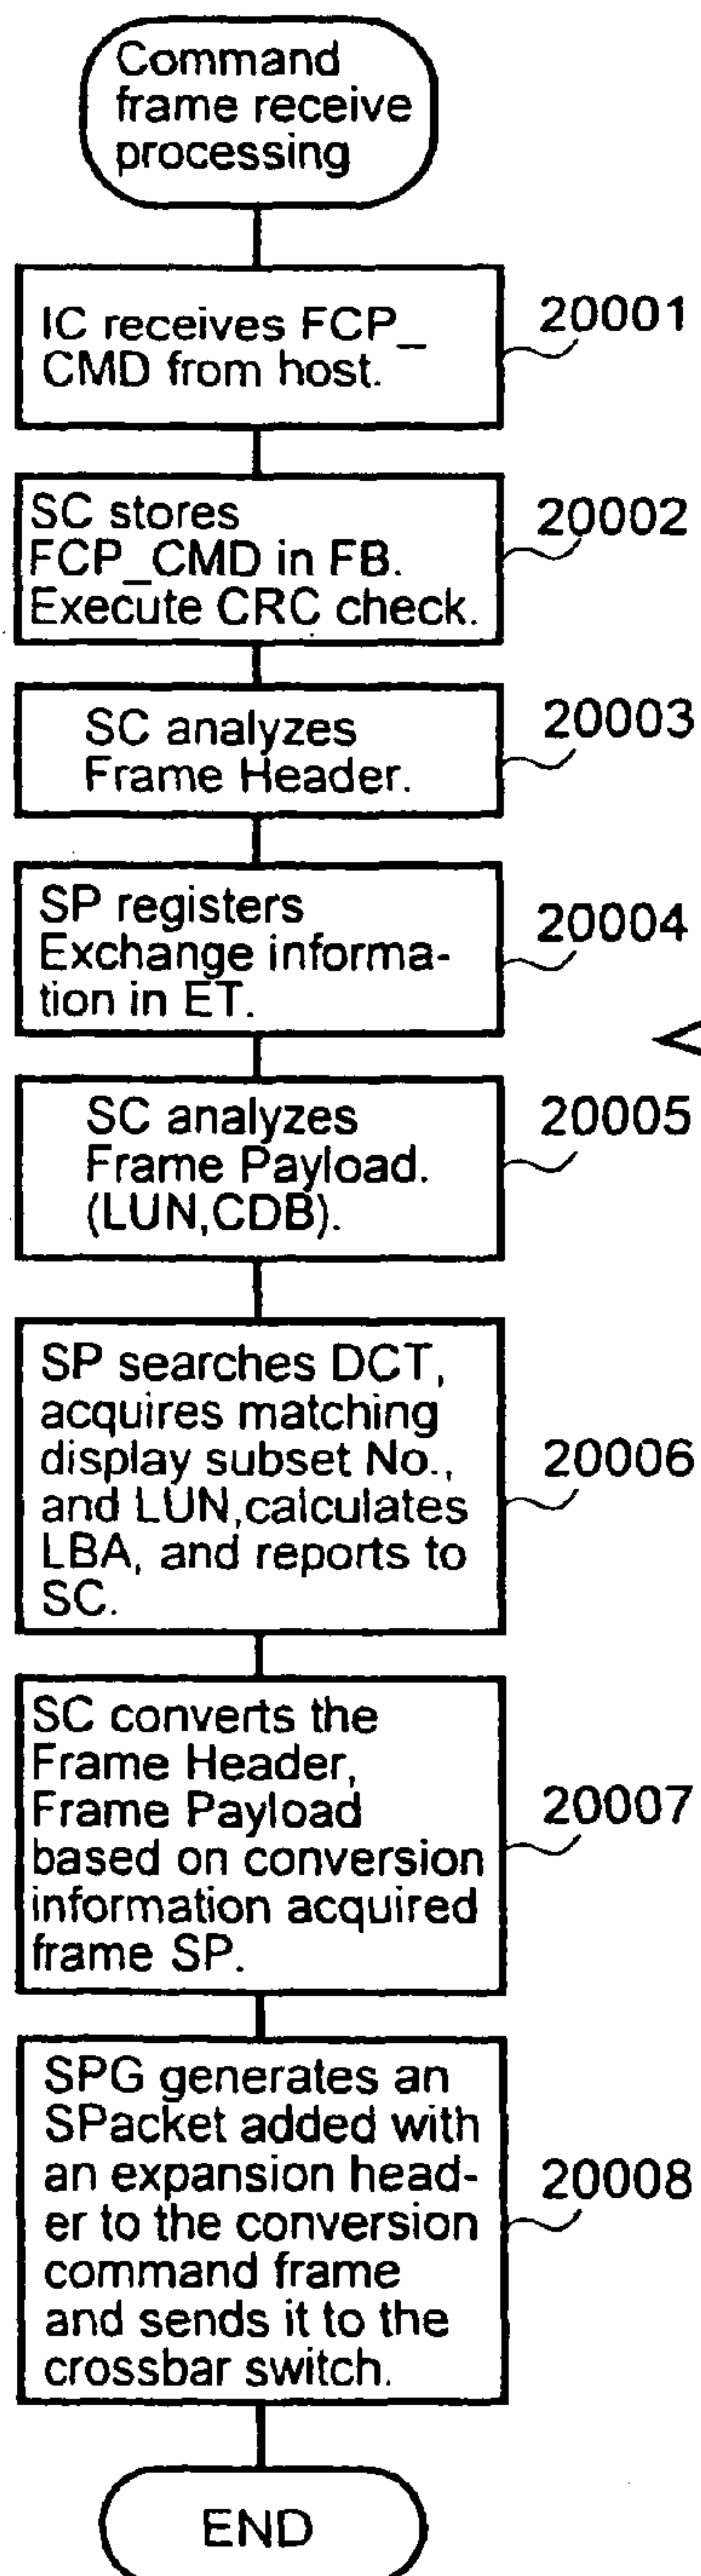 Command
frame receive
processing
IC receives FCP_
CMD from host.
20001
SC stores
FCP_CMD in FB.
Execute CRC check.
20002
SC analyzes
Frame Header.
20003
SP registers
Exchange informa-
tion in ET.
20004
SC analyzes
Frame Payload.
(LUN,CDB).
20005
SP searches DCT,
acquires matching
display subset No.,
and LUN,calculates
LBA, and reports to
SC.
20006
SC converts the
Frame Header,
Frame Payload
based on conversion
information acquired
frame SP.
20007
SPG generates an
SPacket added with
an expansion head-
er to the conversion
command frame
and sends it to the
crossbar switch.
20008
END